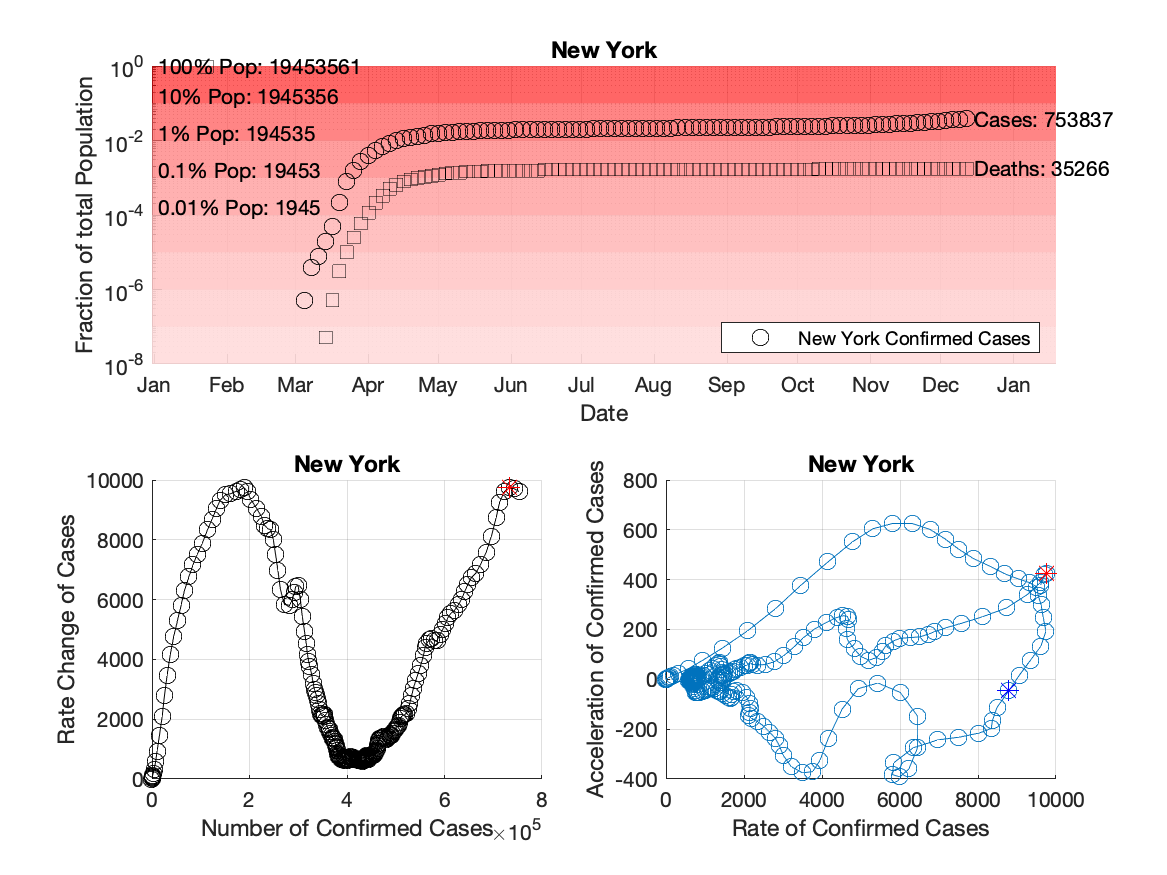 New York
Fraction of total Population
10^0
10^-2
10^-4
10^-6
10^-8
100% Pop: 19453561
10% Pop: 1945356
1% Pop: 194535
0.1% Pop: 19453
0.01% Pop: 1945
Cases: 753837
Deaths: 35266
New York Confirmed Cases
Jan Feb Mar Apr May Jun Jul Aug Sep Oct Nov Dec Jan
Date
New York
Rate Change of Cases
10000
8000
6000
4000
2000
0
0 2 4 6 8
Number of Confirmed Cases ×10^5
New York
Acceleration of Confirmed Cases
800
600
400
200
0
-200
-400
0 2000 4000 6000 8000 10000
Rate of Confirmed Cases